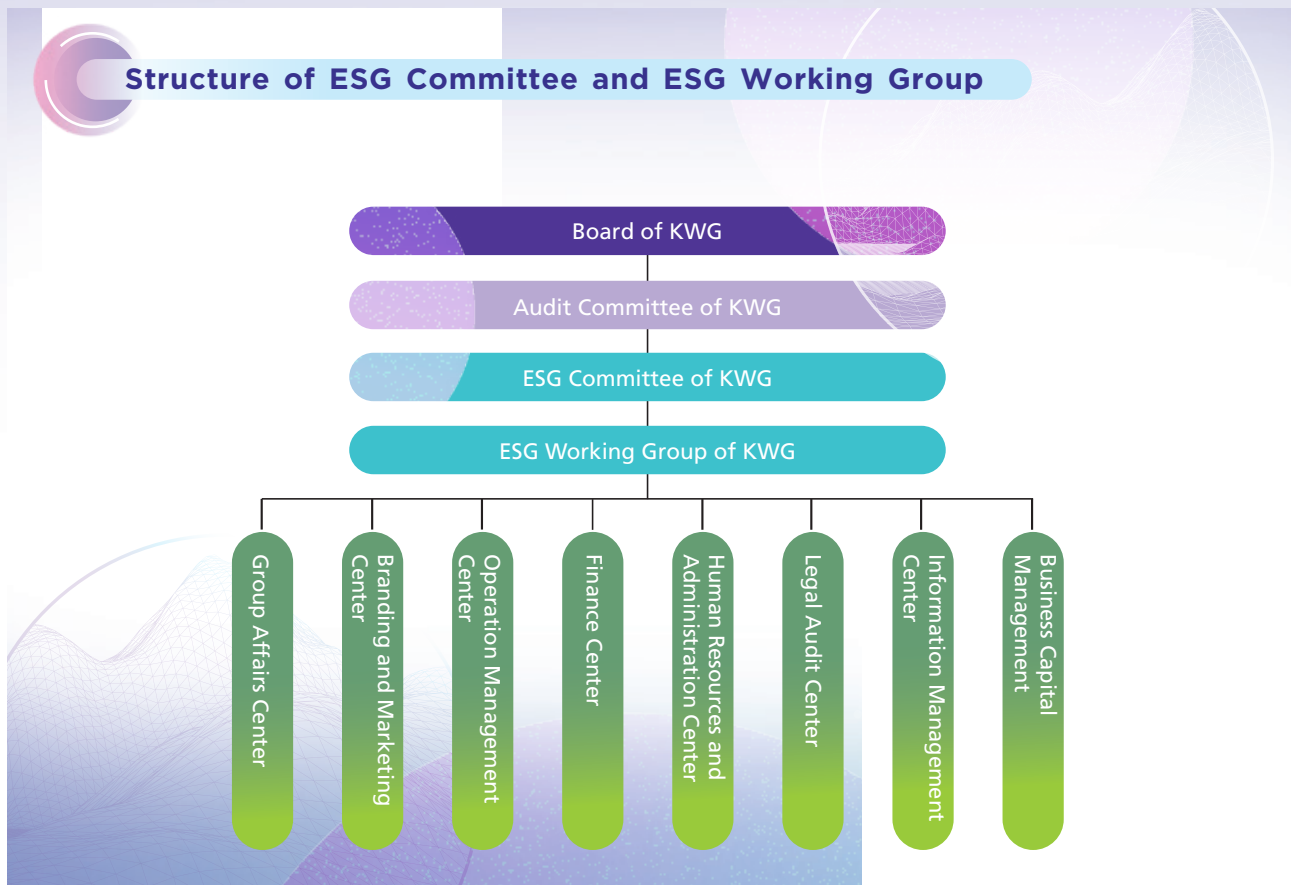 Structure of ESG Committee and ESG Working Group
Board of KWG
Audit Committee of KWG
ESG Committee of KWG
ESG Working Group of KWG
Group Affairs Center
Branding and Marketing
Center
Operation Management
Center
Finance Center
Human Resources and
Administration Center
Legal Audit Center
Information Management
Center
Business Capital
Management